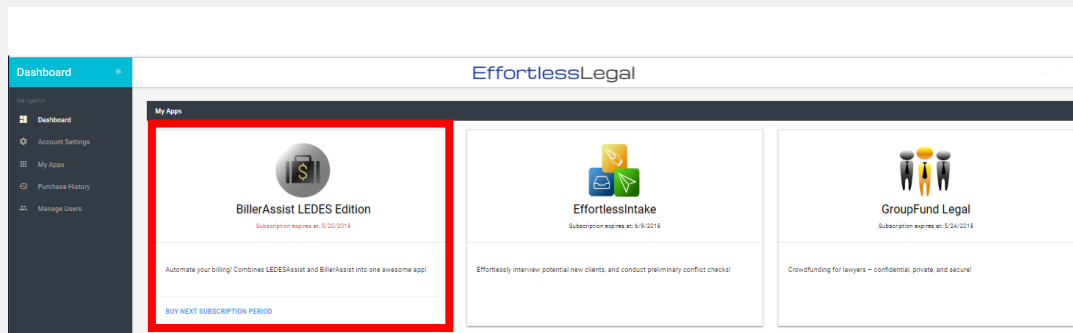 Dashboard
EffortlessLegal
Navigation
Dashboard
Account Settings
My Apps
Purchase History
Manage Users
My Apps
$
BillerAssist LEDES Edition
Subscription expires at: 5/20/2018
Automate your billing! Combines LEDESAssist and BillerAssist into one awesome app!
BUY NEXT SUBSCRIPTION PERIOD
EffortlessIntake
Subscription expires at: 6/9/2018
Effortlessly interview potential new clients, and conduct preliminary conflict checks!
GroupFund Legal
Subscription expires at: 5/24/2018
Crowdfunding for lawyers – confidential, private, and secure!